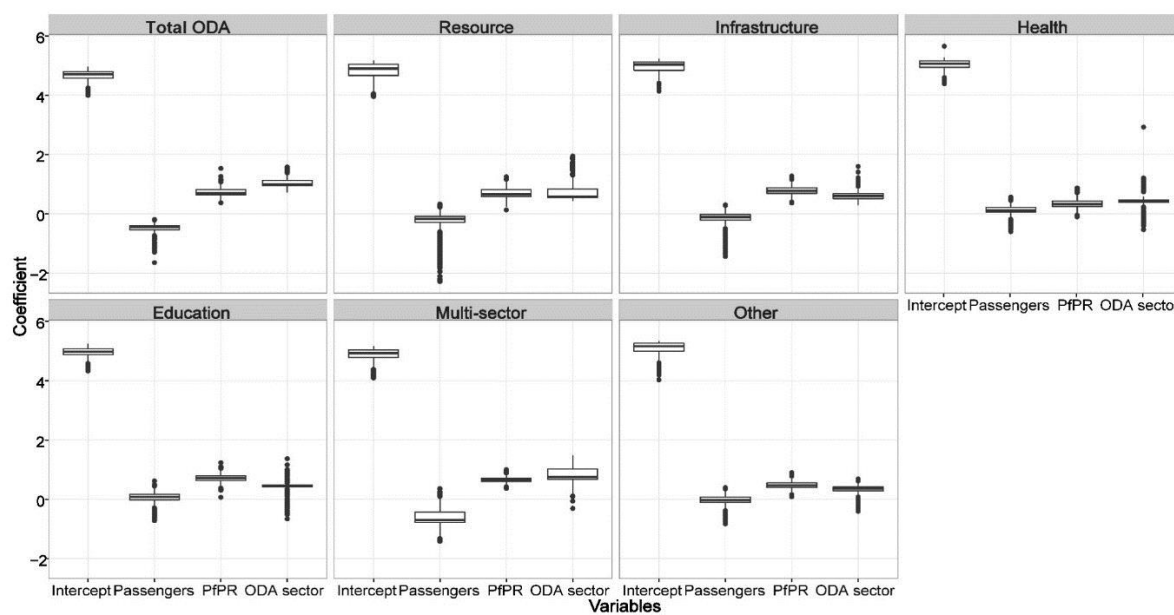 Total ODA
Resource
Infrastructure
Health
6
4
2
0
−2
Intercept Passengers PfPR ODA sector
Coefficient
Education
Multi-sector
Other
6
4
2
0
−2
Intercept Passengers PfPR ODA sector
Intercept Passengers PfPR ODA sector
Intercept Passengers PfPR ODA sector
Variables